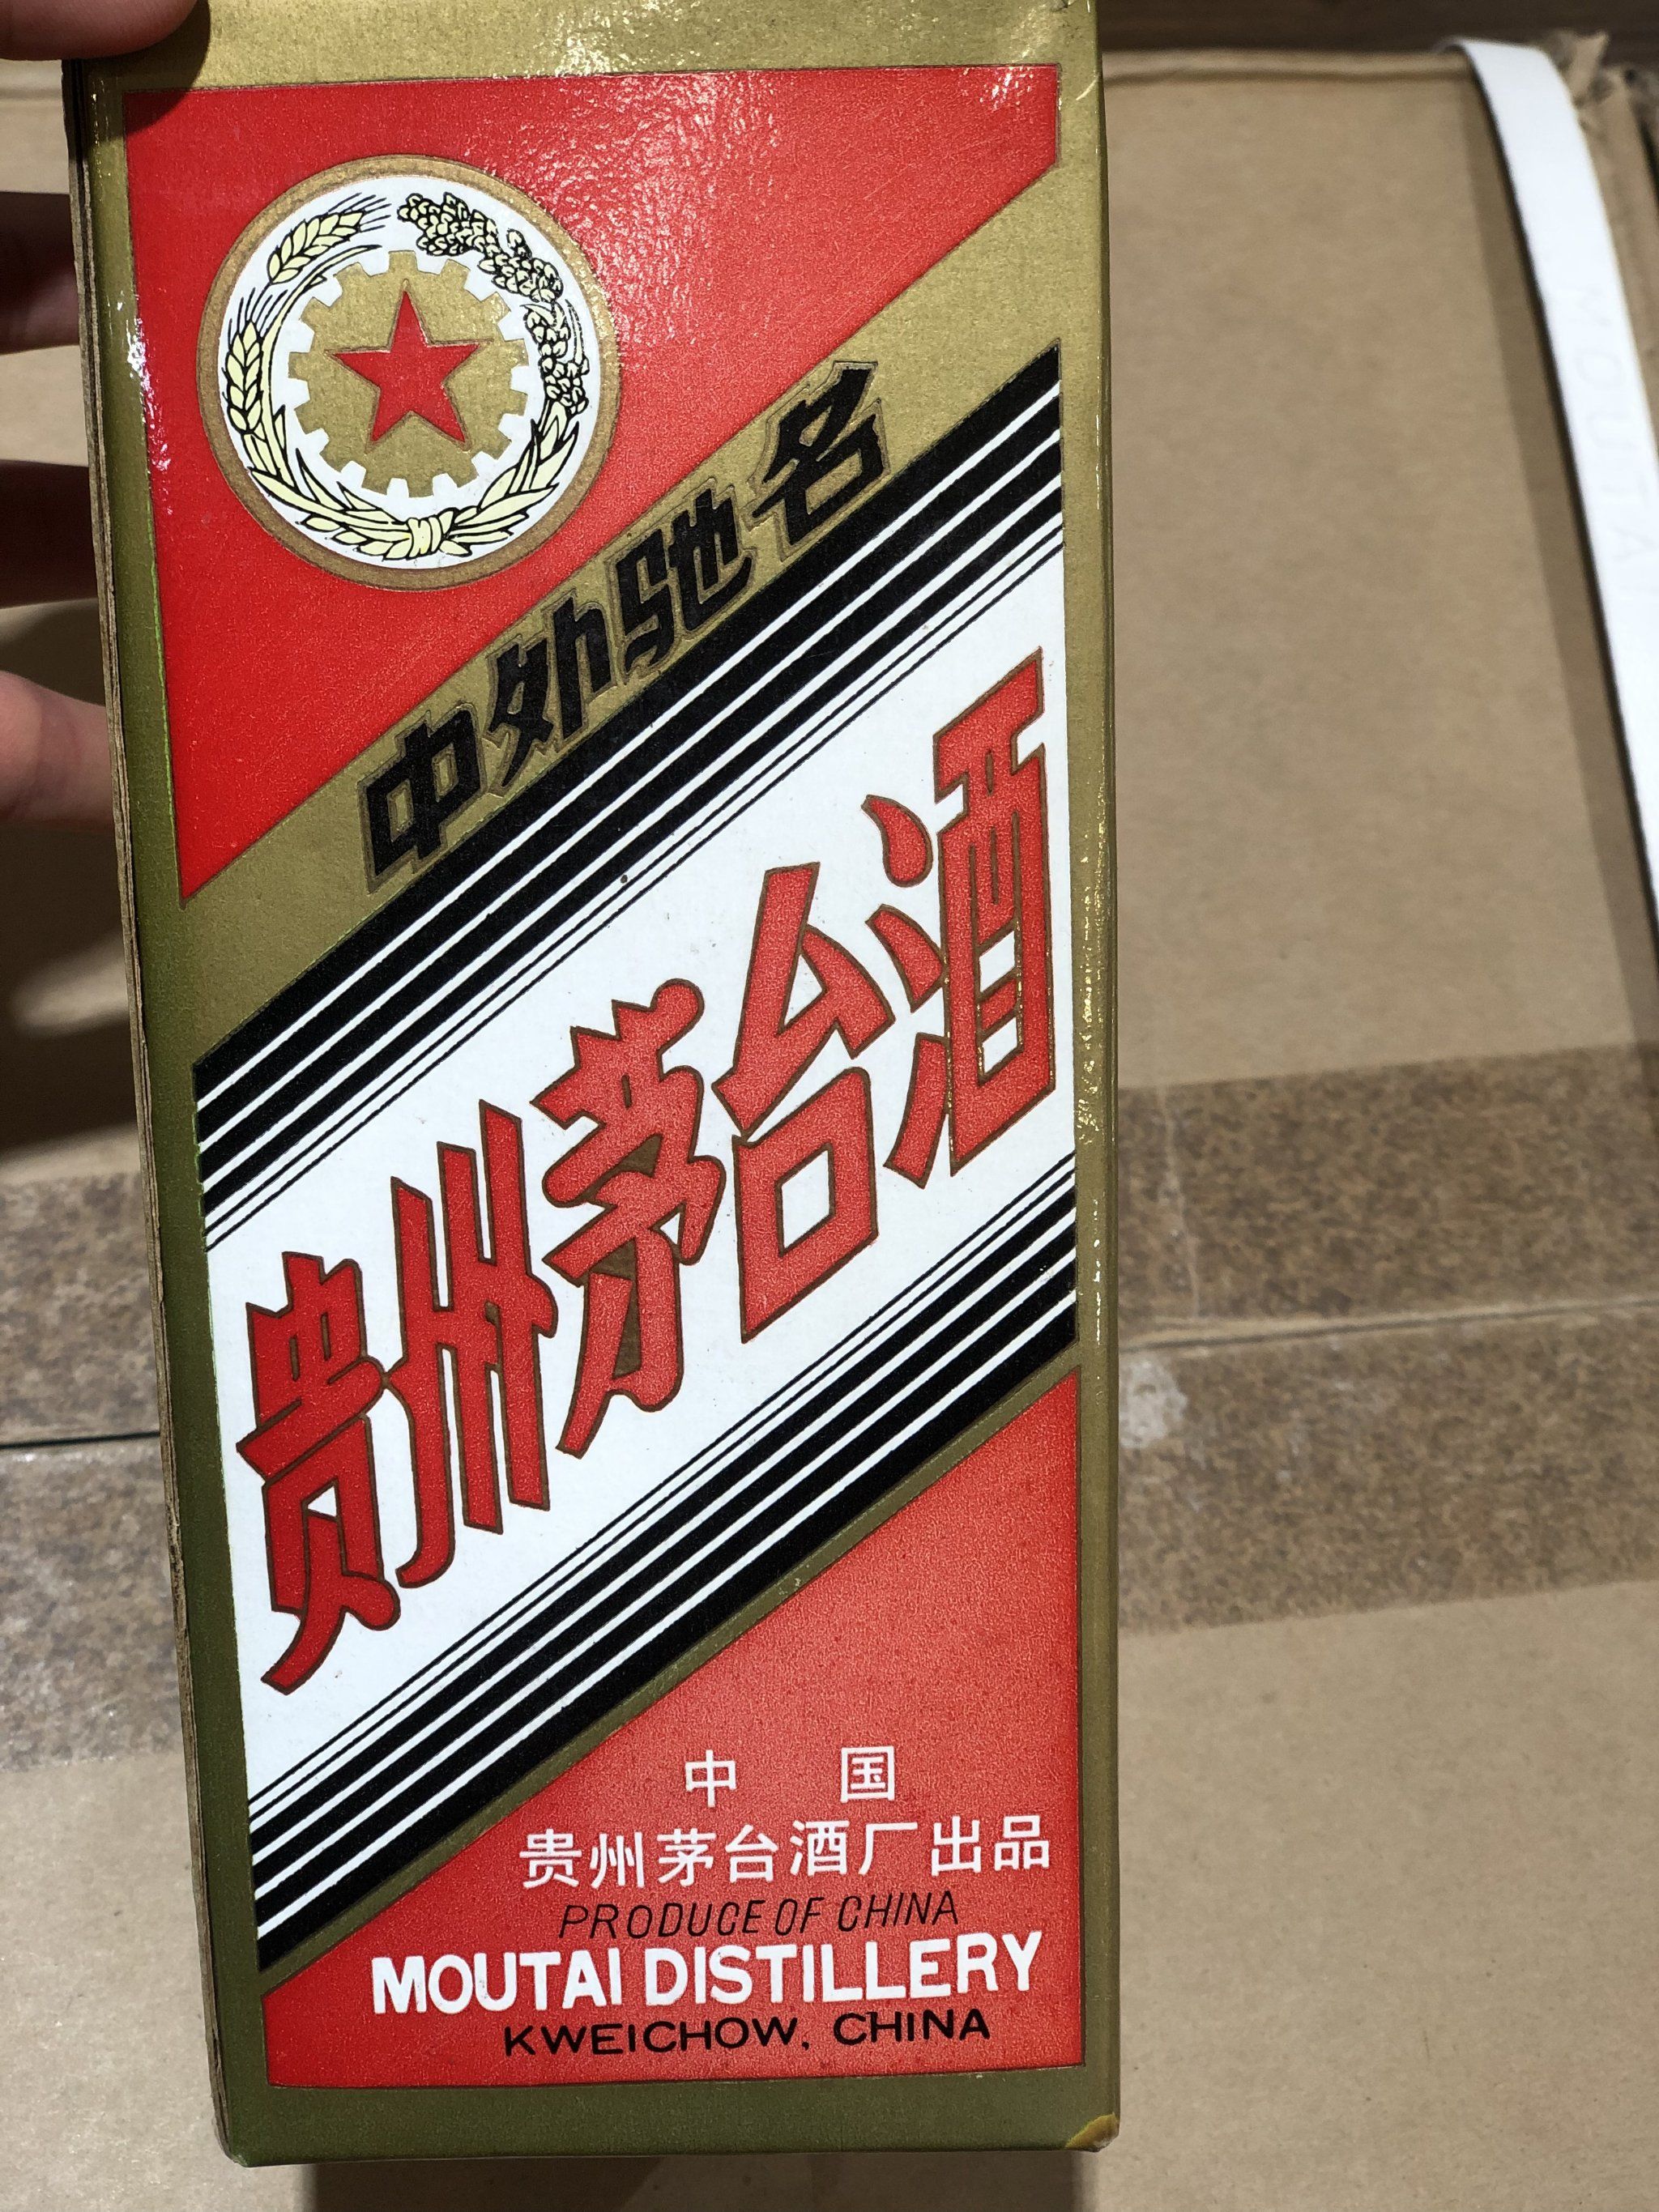 中外驰名
贵州茅台酒
中国
贵州茅台酒厂出品
PRODUCE OF CHINA
MOUTAI DISTILLERY
KWEICHOW, CHINA